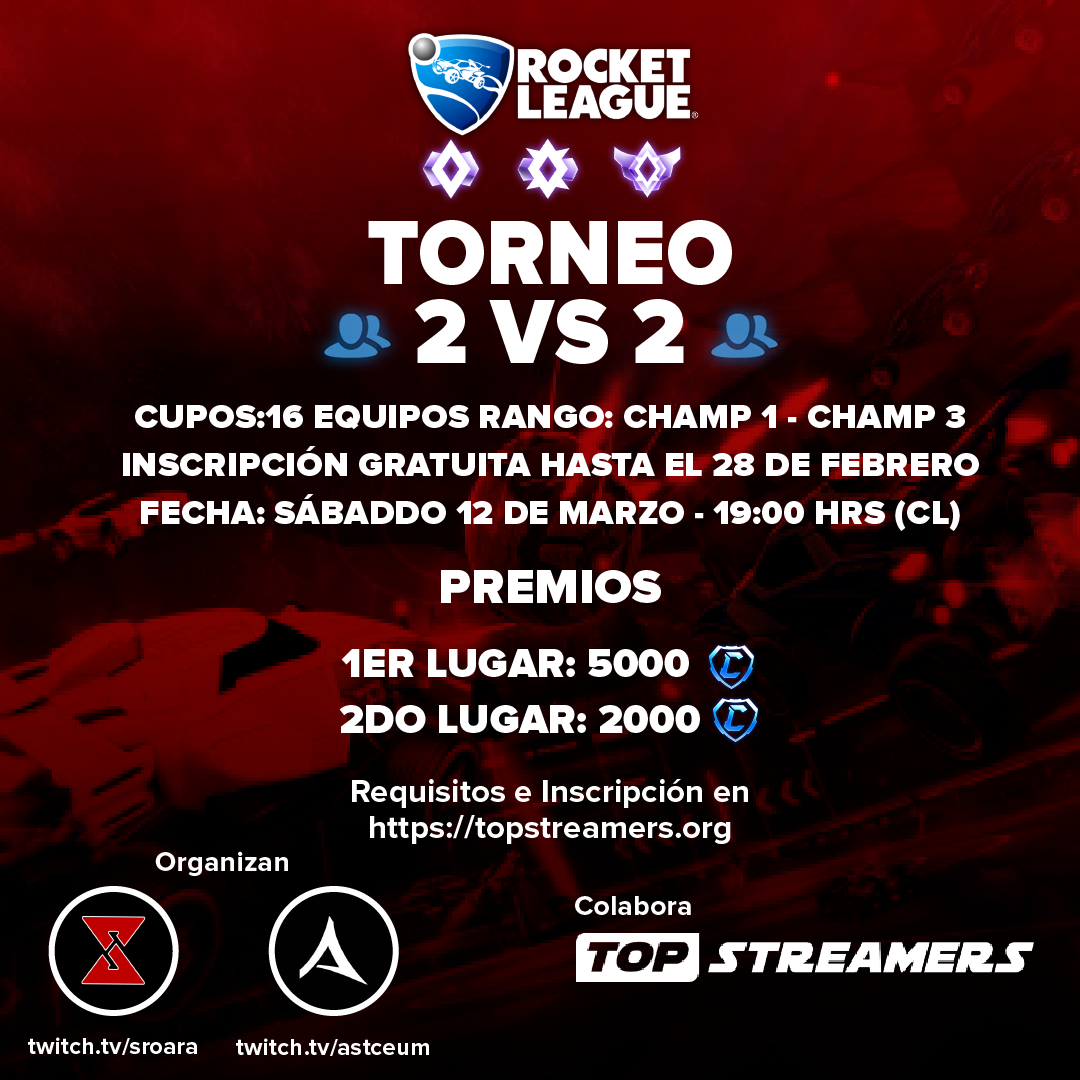 ROCKET
LEAGUE®
TORNEO
2 VS 2
CUPOS:16 EQUIPOS RANGO: CHAMP 1 - CHAMP 3
INSCRIPCIÓN GRATUITA HASTA EL 28 DE FEBRERO
FECHA: SÁBADDO 12 DE MARZO - 19:00 HRS (CL)
PREMIOS
1ER LUGAR: 5000 C
2DO LUGAR: 2000 C
Requisitos e Inscripción en
https://topstreamers.org
Organizan
twitch.tv/sroara
twitch.tv/astceum
Colabora
TOP STREAMERS